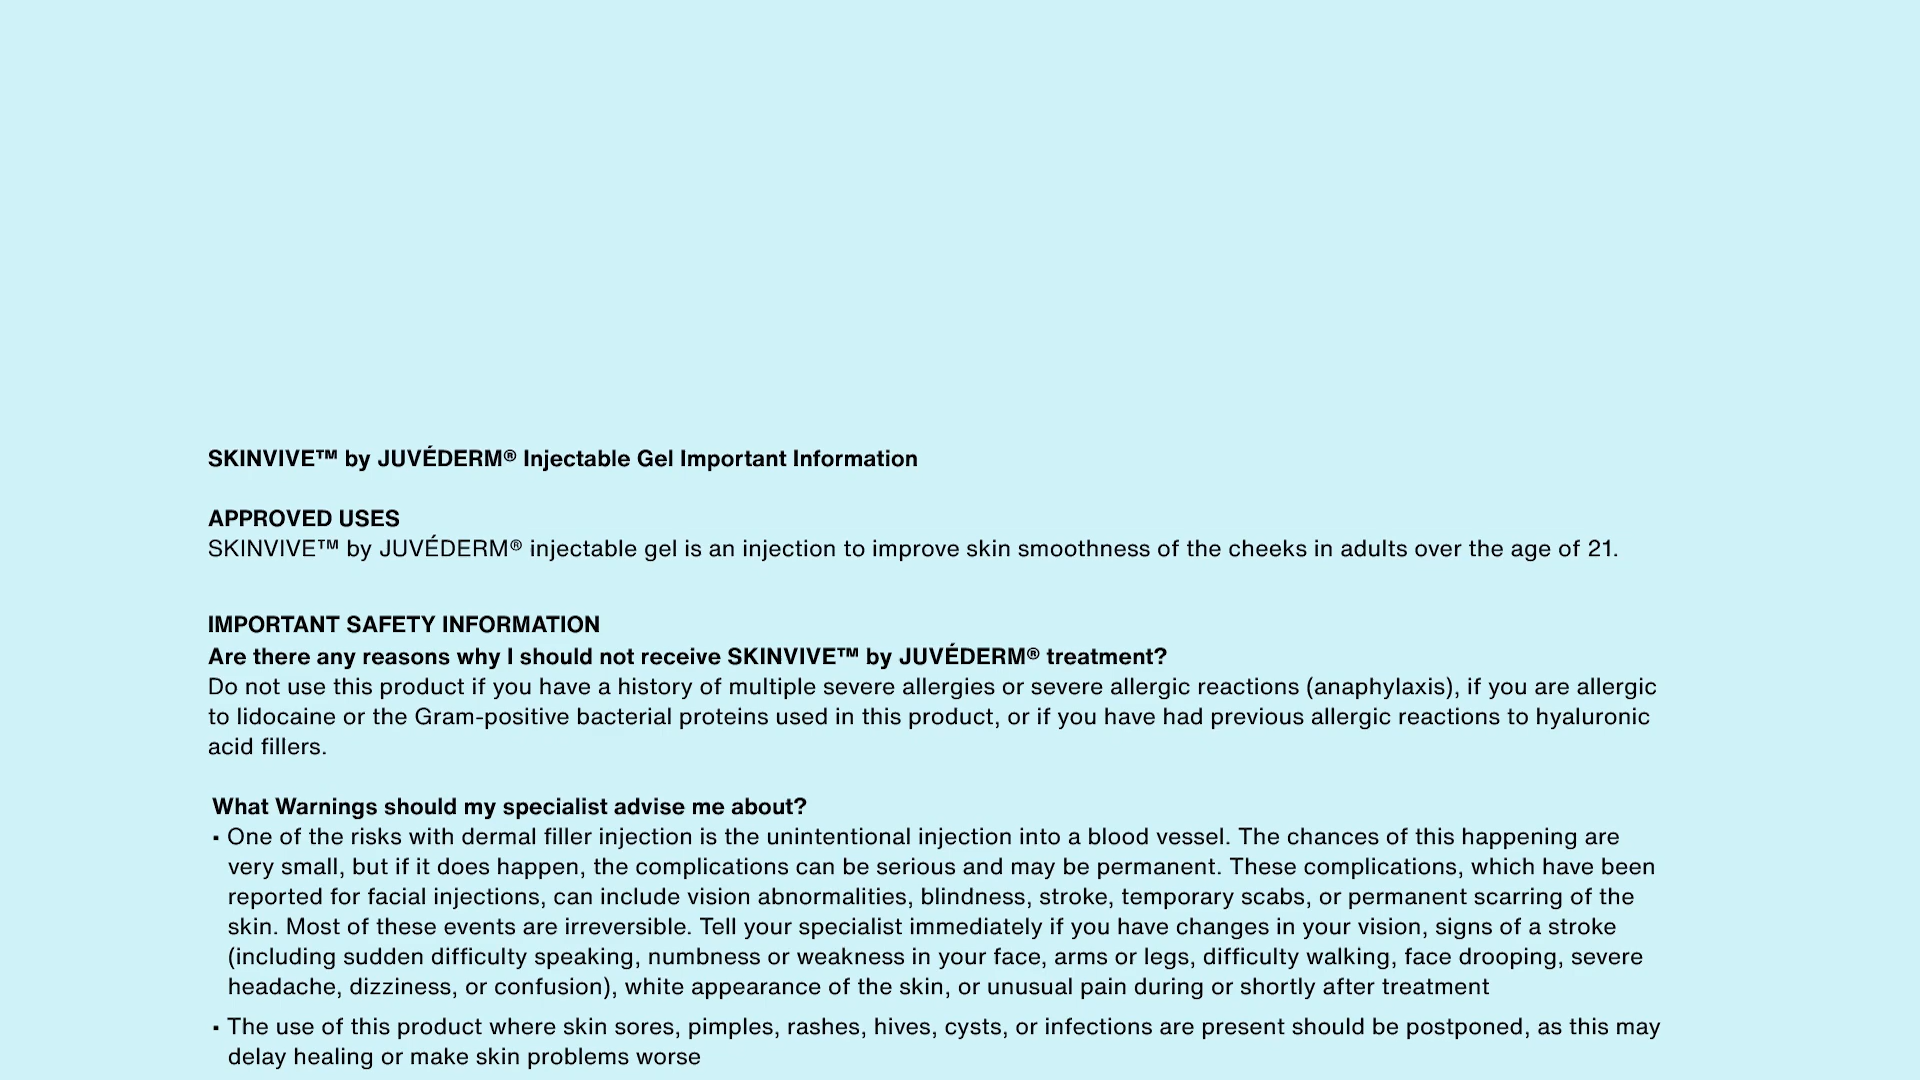 SKINVIVE™ by JUVÉDERM® Injectable Gel Important Information
APPROVED USES
SKINVIVE™ by JUVÉDERM® injectable gel is an injection to improve skin smoothness of the cheeks in adults over the age of 21.
IMPORTANT SAFETY INFORMATION
Are there any reasons why I should not receive SKINVIVE™ by JUVÉDERM® treatment?
Do not use this product if you have a history of multiple severe allergies or severe allergic reactions (anaphylaxis), if you are allergic
to lidocaine or the Gram-positive bacterial proteins used in this product, or if you have had previous allergic reactions to hyaluronic
acid fillers.
What Warnings should my specialist advise me about?
▪ One of the risks with dermal filler injection is the unintentional injection into a blood vessel. The chances of this happening are
very small, but if it does happen, the complications can be serious and may be permanent. These complications, which have been
reported for facial injections, can include vision abnormalities, blindness, stroke, temporary scabs, or permanent scarring of the
skin. Most of these events are irreversible. Tell your specialist immediately if you have changes in your vision, signs of a stroke
(including sudden difficulty speaking, numbness or weakness in your face, arms or legs, difficulty walking, face drooping, severe
headache, dizziness, or confusion), white appearance of the skin, or unusual pain during or shortly after treatment
▪ The use of this product where skin sores, pimples, rashes, hives, cysts, or infections are present should be postponed, as this may
delay healing or make skin problems worse